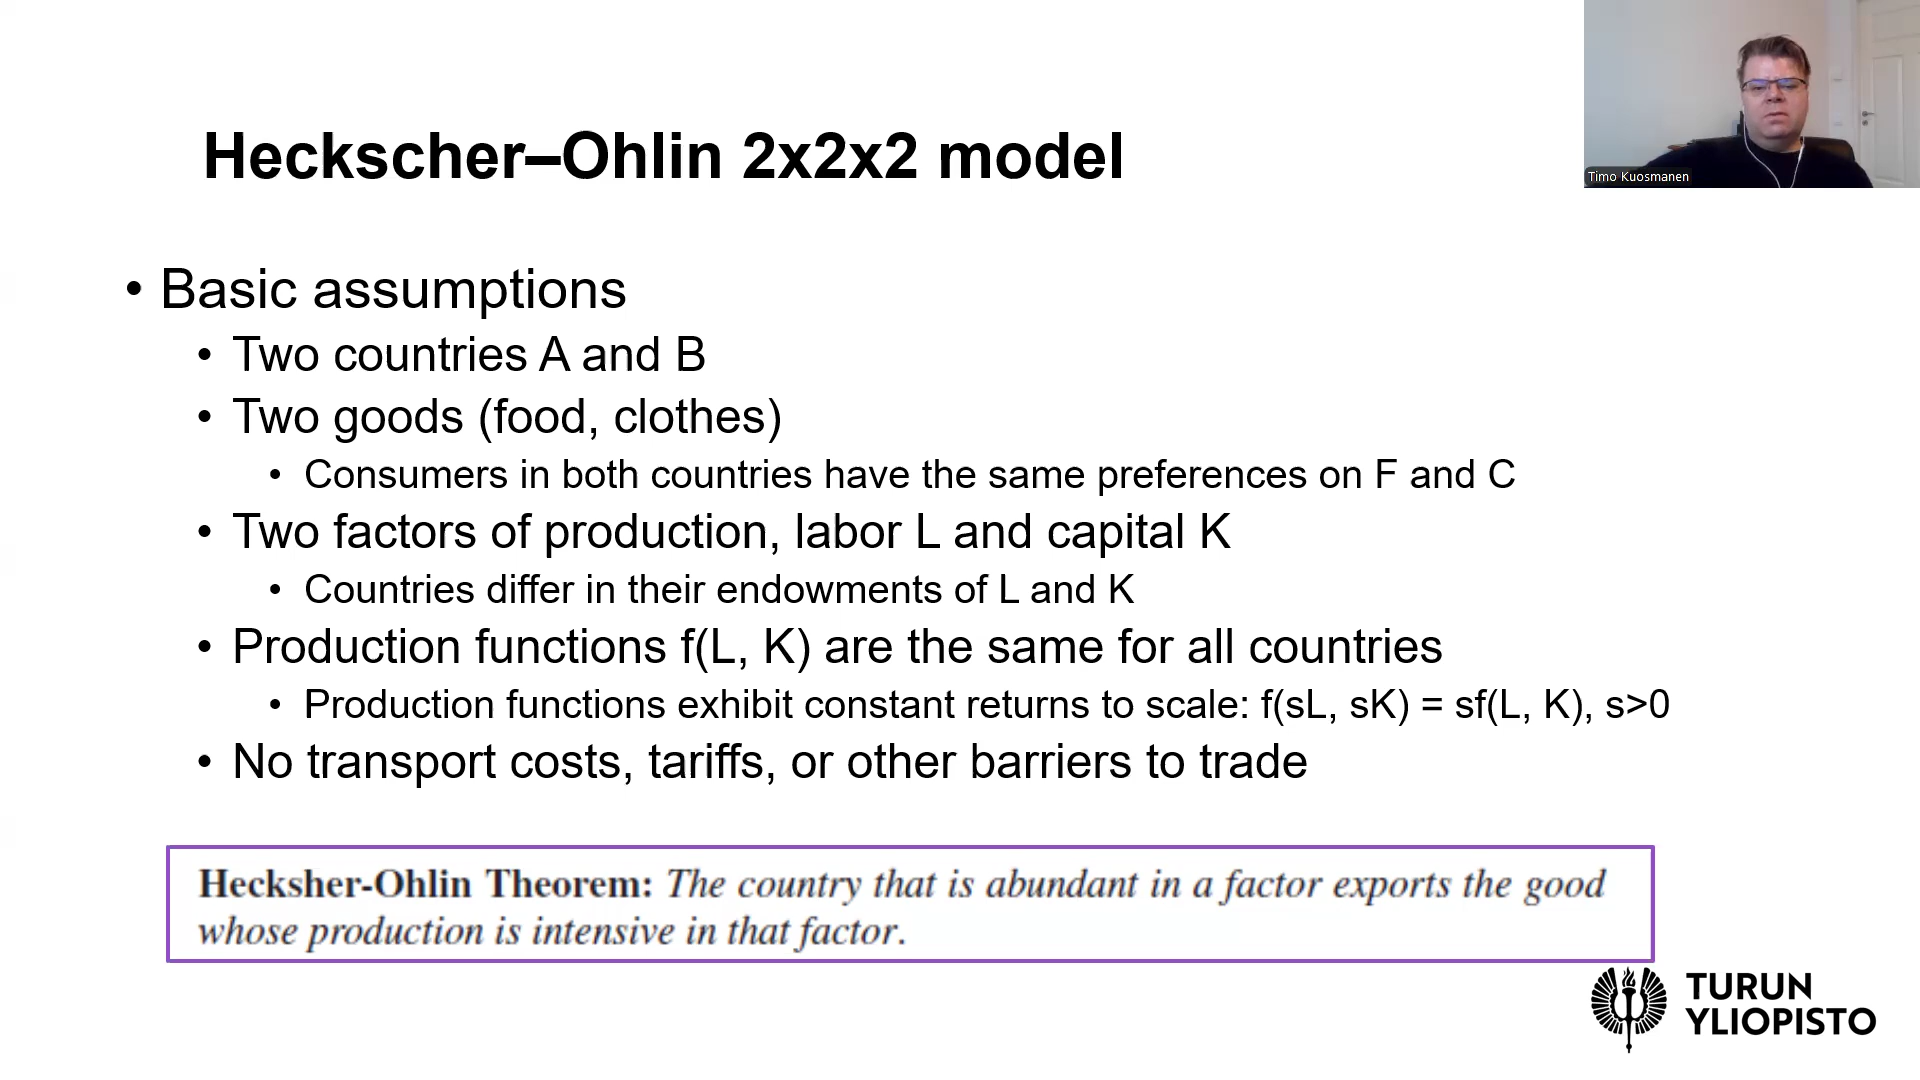 Timo Kuosmanen
Heckscher–Ohlin 2x2x2 model
• Basic assumptions
• Two countries A and B
• Two goods (food, clothes)
• Consumers in both countries have the same preferences on F and C
• Two factors of production, labor L and capital K
• Countries differ in their endowments of L and K
• Production functions f(L, K) are the same for all countries
• Production functions exhibit constant returns to scale: f(sL, sK) = sf(L, K), s>0
• No transport costs, tariffs, or other barriers to trade
Hecksher-Ohlin Theorem: The country that is abundant in a factor exports the good
whose production is intensive in that factor.
TURUN
YLIOPISTO